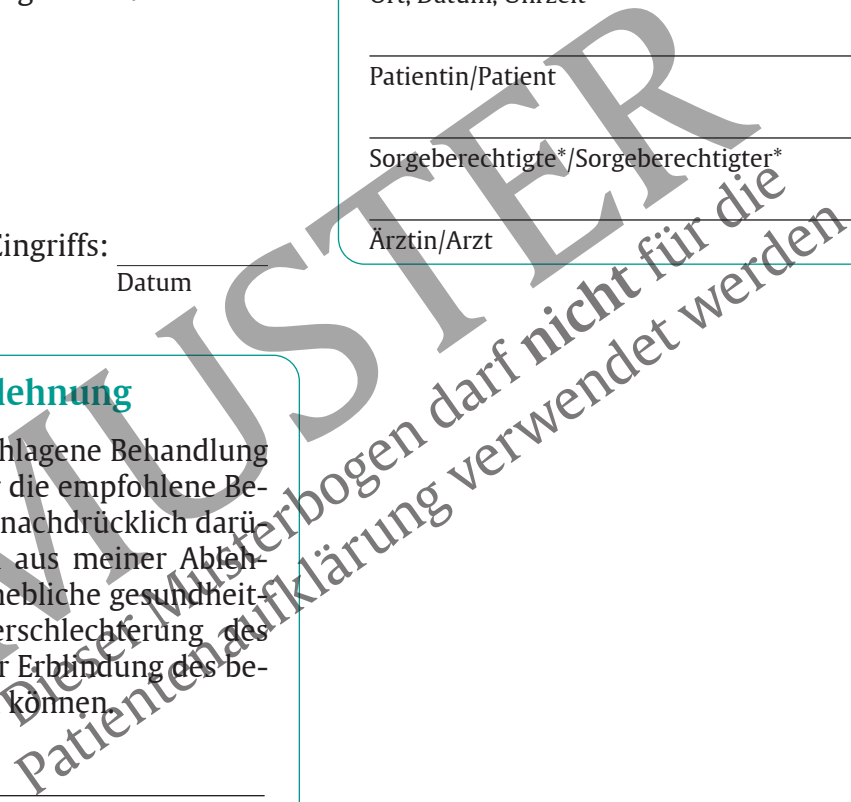 Ort, Datum, Uhrzeit
Patientin/Patient
Sorgeberechtigte*/Sorgeberechtigter*
Ärztin/Arzt
Eingriffs:
Datum
lehnung
chlagene Behandlung
die empfohlene Be-
nachdrücklich darü-
aus meiner Ableh-
hebliche gesundheit-
erschlechterung des
r Erblindung des be-
können.
MUSTER
Dieser Musterbogen darf nicht für die
Patientenaufklärung verwendet werden